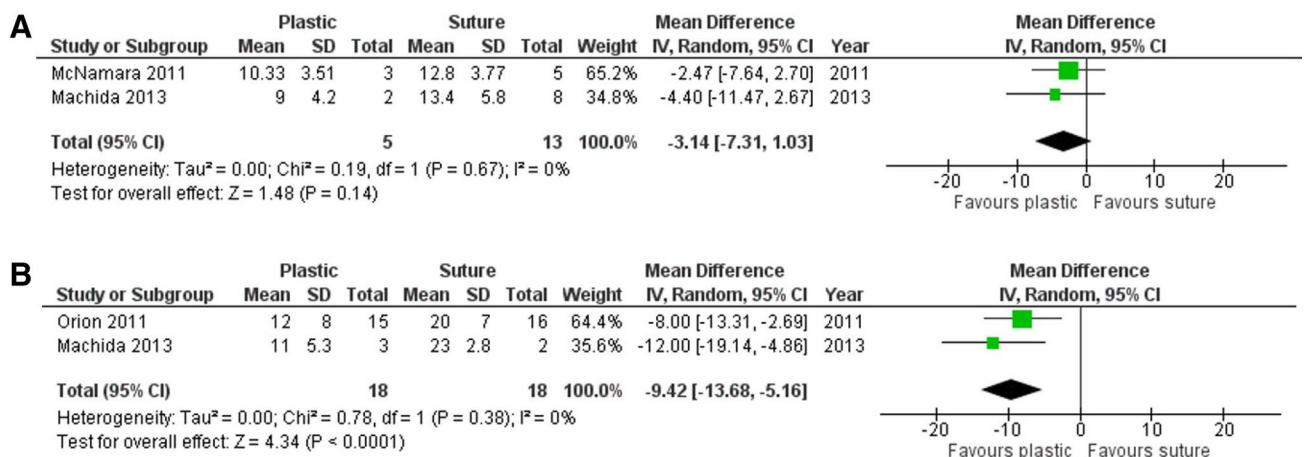 A
Plastic Suture Mean Difference Mean Difference
Study or Subgroup Mean SD Total Mean SD Total Weight IV, Random, 95% CI Year IV, Random, 95% CI
McNamara 2011 10.33 3.51 3 12.8 3.77 5 65.2% -2.47 [-7.64, 2.70] 2011
Machida 2013 9 4.2 2 13.4 5.8 8 34.8% -4.40 [-11.47, 2.67] 2013
Total (95% CI) 5 13 100.0% -3.14 [-7.31, 1.03]
Heterogeneity: Tau² = 0.00; Chi² = 0.19, df = 1 (P = 0.67); I² = 0%
Test for overall effect: Z = 1.48 (P = 0.14)
-20 -10 0 10 20
Favours plastic Favours suture
B
Plastic Suture Mean Difference Mean Difference
Study or Subgroup Mean SD Total Mean SD Total Weight IV, Random, 95% CI Year IV, Random, 95% CI
Orion 2011 12 8 15 20 7 16 64.4% -8.00 [-13.31, -2.69] 2011
Machida 2013 11 5.3 3 23 2.8 2 35.6% -12.00 [-19.14, -4.86] 2013
Total (95% CI) 18 18 100.0% -9.42 [-13.68, -5.16]
Heterogeneity: Tau² = 0.00; Chi² = 0.78, df = 1 (P = 0.38); I² = 0%
Test for overall effect: Z = 4.34 (P < 0.0001)
-20 -10 0 10 20
Favours plastic Favours suture